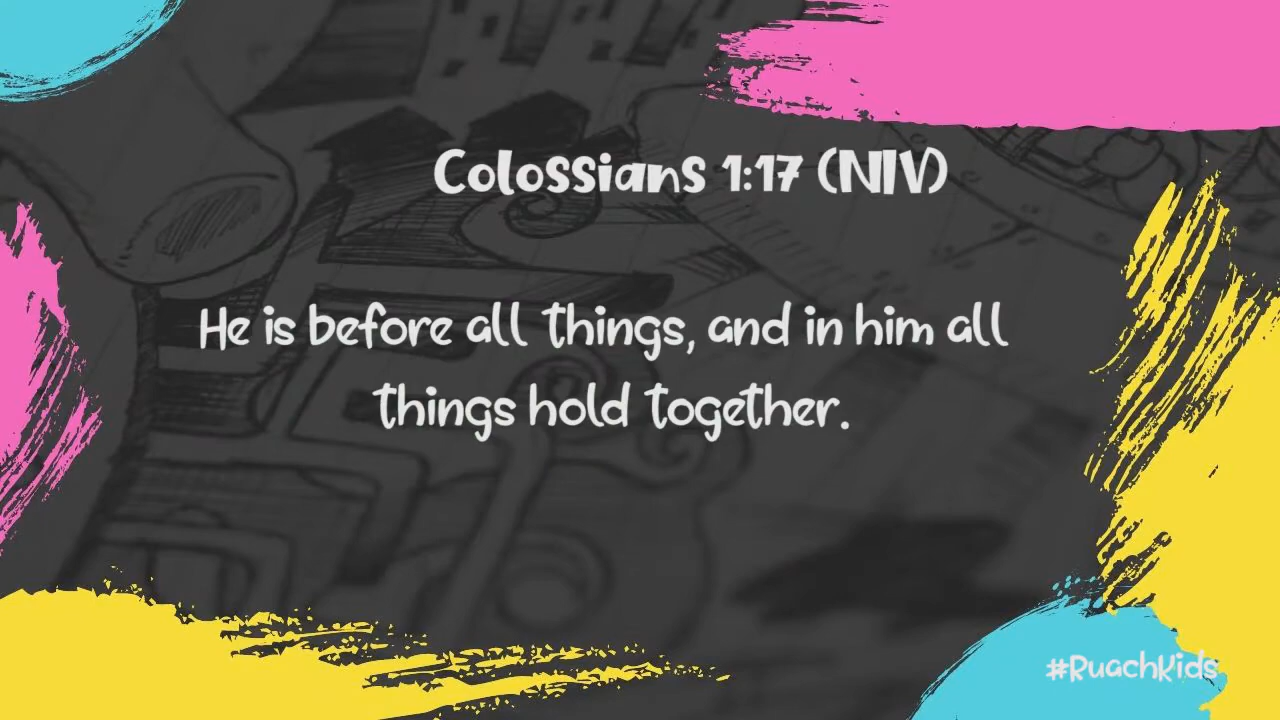 Colossians 1:17 (NIV)
He is before all things, and in him all
things hold together.
#RuachKids